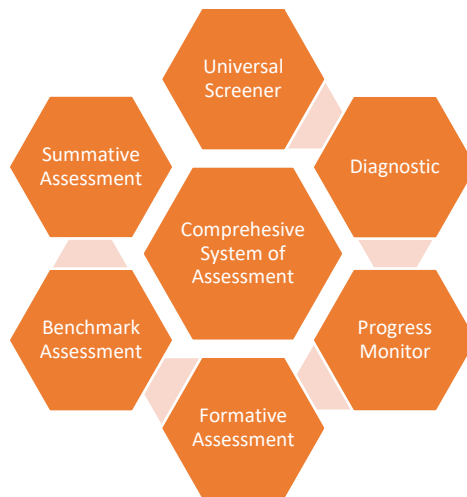 Universal
Screener
Diagnostic
Progress
Monitor
Formative
Assessment
Benchmark
Assessment
Summative
Assessment
Comprehesive
System of
Assessment